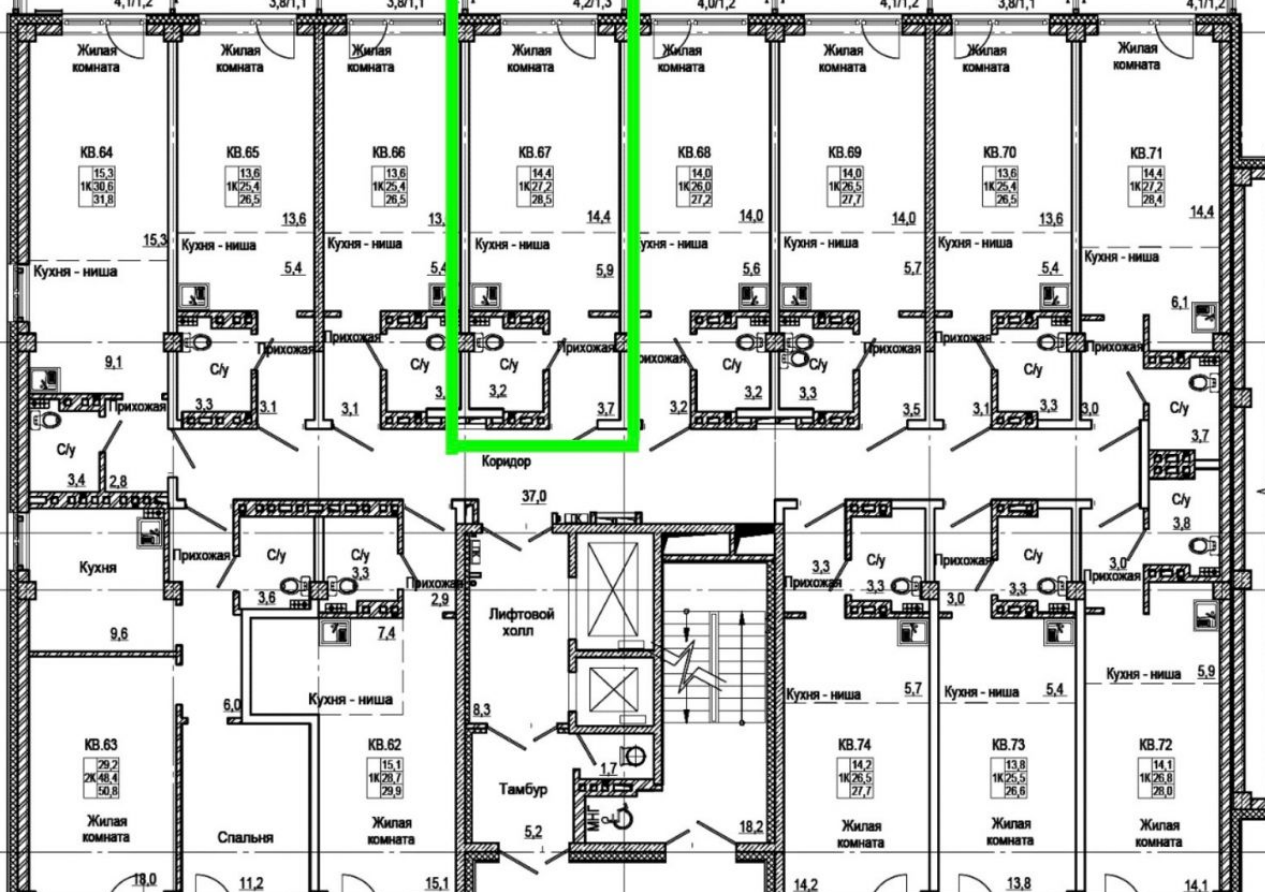 4,1/1,2 3,8/1,1 3,8/1,1 4,2/1,3 4,0/1,2 4,1/1,2 3,8/1,1 4,1/1,2
Жилая комната
Жилая комната
Жилая комната
Жилая комната
Жилая комната
Жилая комната
Жилая комната
Жилая комната
КВ.64
15,3
1К 30,6
31,8
КВ.65
13,6
1К 25,4
26,5
КВ.66
13,6
1К 25,4
26,5
КВ.67
14,4
1К 27,2
28,5
КВ.68
14,0
1К 26,0
27,2
КВ.69
14,0
1К 26,5
27,7
КВ.70
13,6
1К 25,4
26,5
КВ.71
14,4
1К 27,2
28,4
15,3 13,6 13, 14,4 14,0 14,0 13,6 14,4
Кухня - ниша
Кухня - ниша
Кухня - ниша
Кухня - ниша
ухня - ниша
Кухня - ниша
Кухня - ниша
Кухня - ниша
5,4 5,4 5,9 5,6 5,7 5,4 6,1
9,1
Прихожая Прихожая Прихожая Прихожая рихожая Прихожая Прихожая Прихожая
С/у С/у С/у С/у С/у С/у С/у С/у
3,3 3,1 3,1 3, 3,2 3,7 3,2 3,2 3,3 3,5 3,1 3,3 3,0 3,7
3,4 2,8
Коридор
37,0
ПК
С/у
3,8
Кухня
9,6
Прихожая
С/у
3,6
С/у
3,3
Прихожая
2,9
Лифтовой
холл
8,3
3,3
Прихожая
С/у
3,3
Прихожая
3,0
С/у
3,3
3,0
Прихожая
7,4
Кухня - ниша
6,0
Кухня - ниша 5,7
Кухня - ниша 5,4
Кухня - ниша 5,9
КВ.63
29,2
2К 48,4
50,8
Жилая
комната
18,0
Спальня
11,2
КВ.62
15,1
1К 28,7
29,9
Жилая
комната
15,1
1,7
Тамбур
5,2
МНГ
18,2
КВ.74
14,2
1К 26,5
27,7
Жилая
комната
14,2
КВ.73
13,8
1К 25,5
26,6
Жилая
комната
13,8
КВ.72
14,1
1К 26,8
28,0
Жилая
комната
14,1